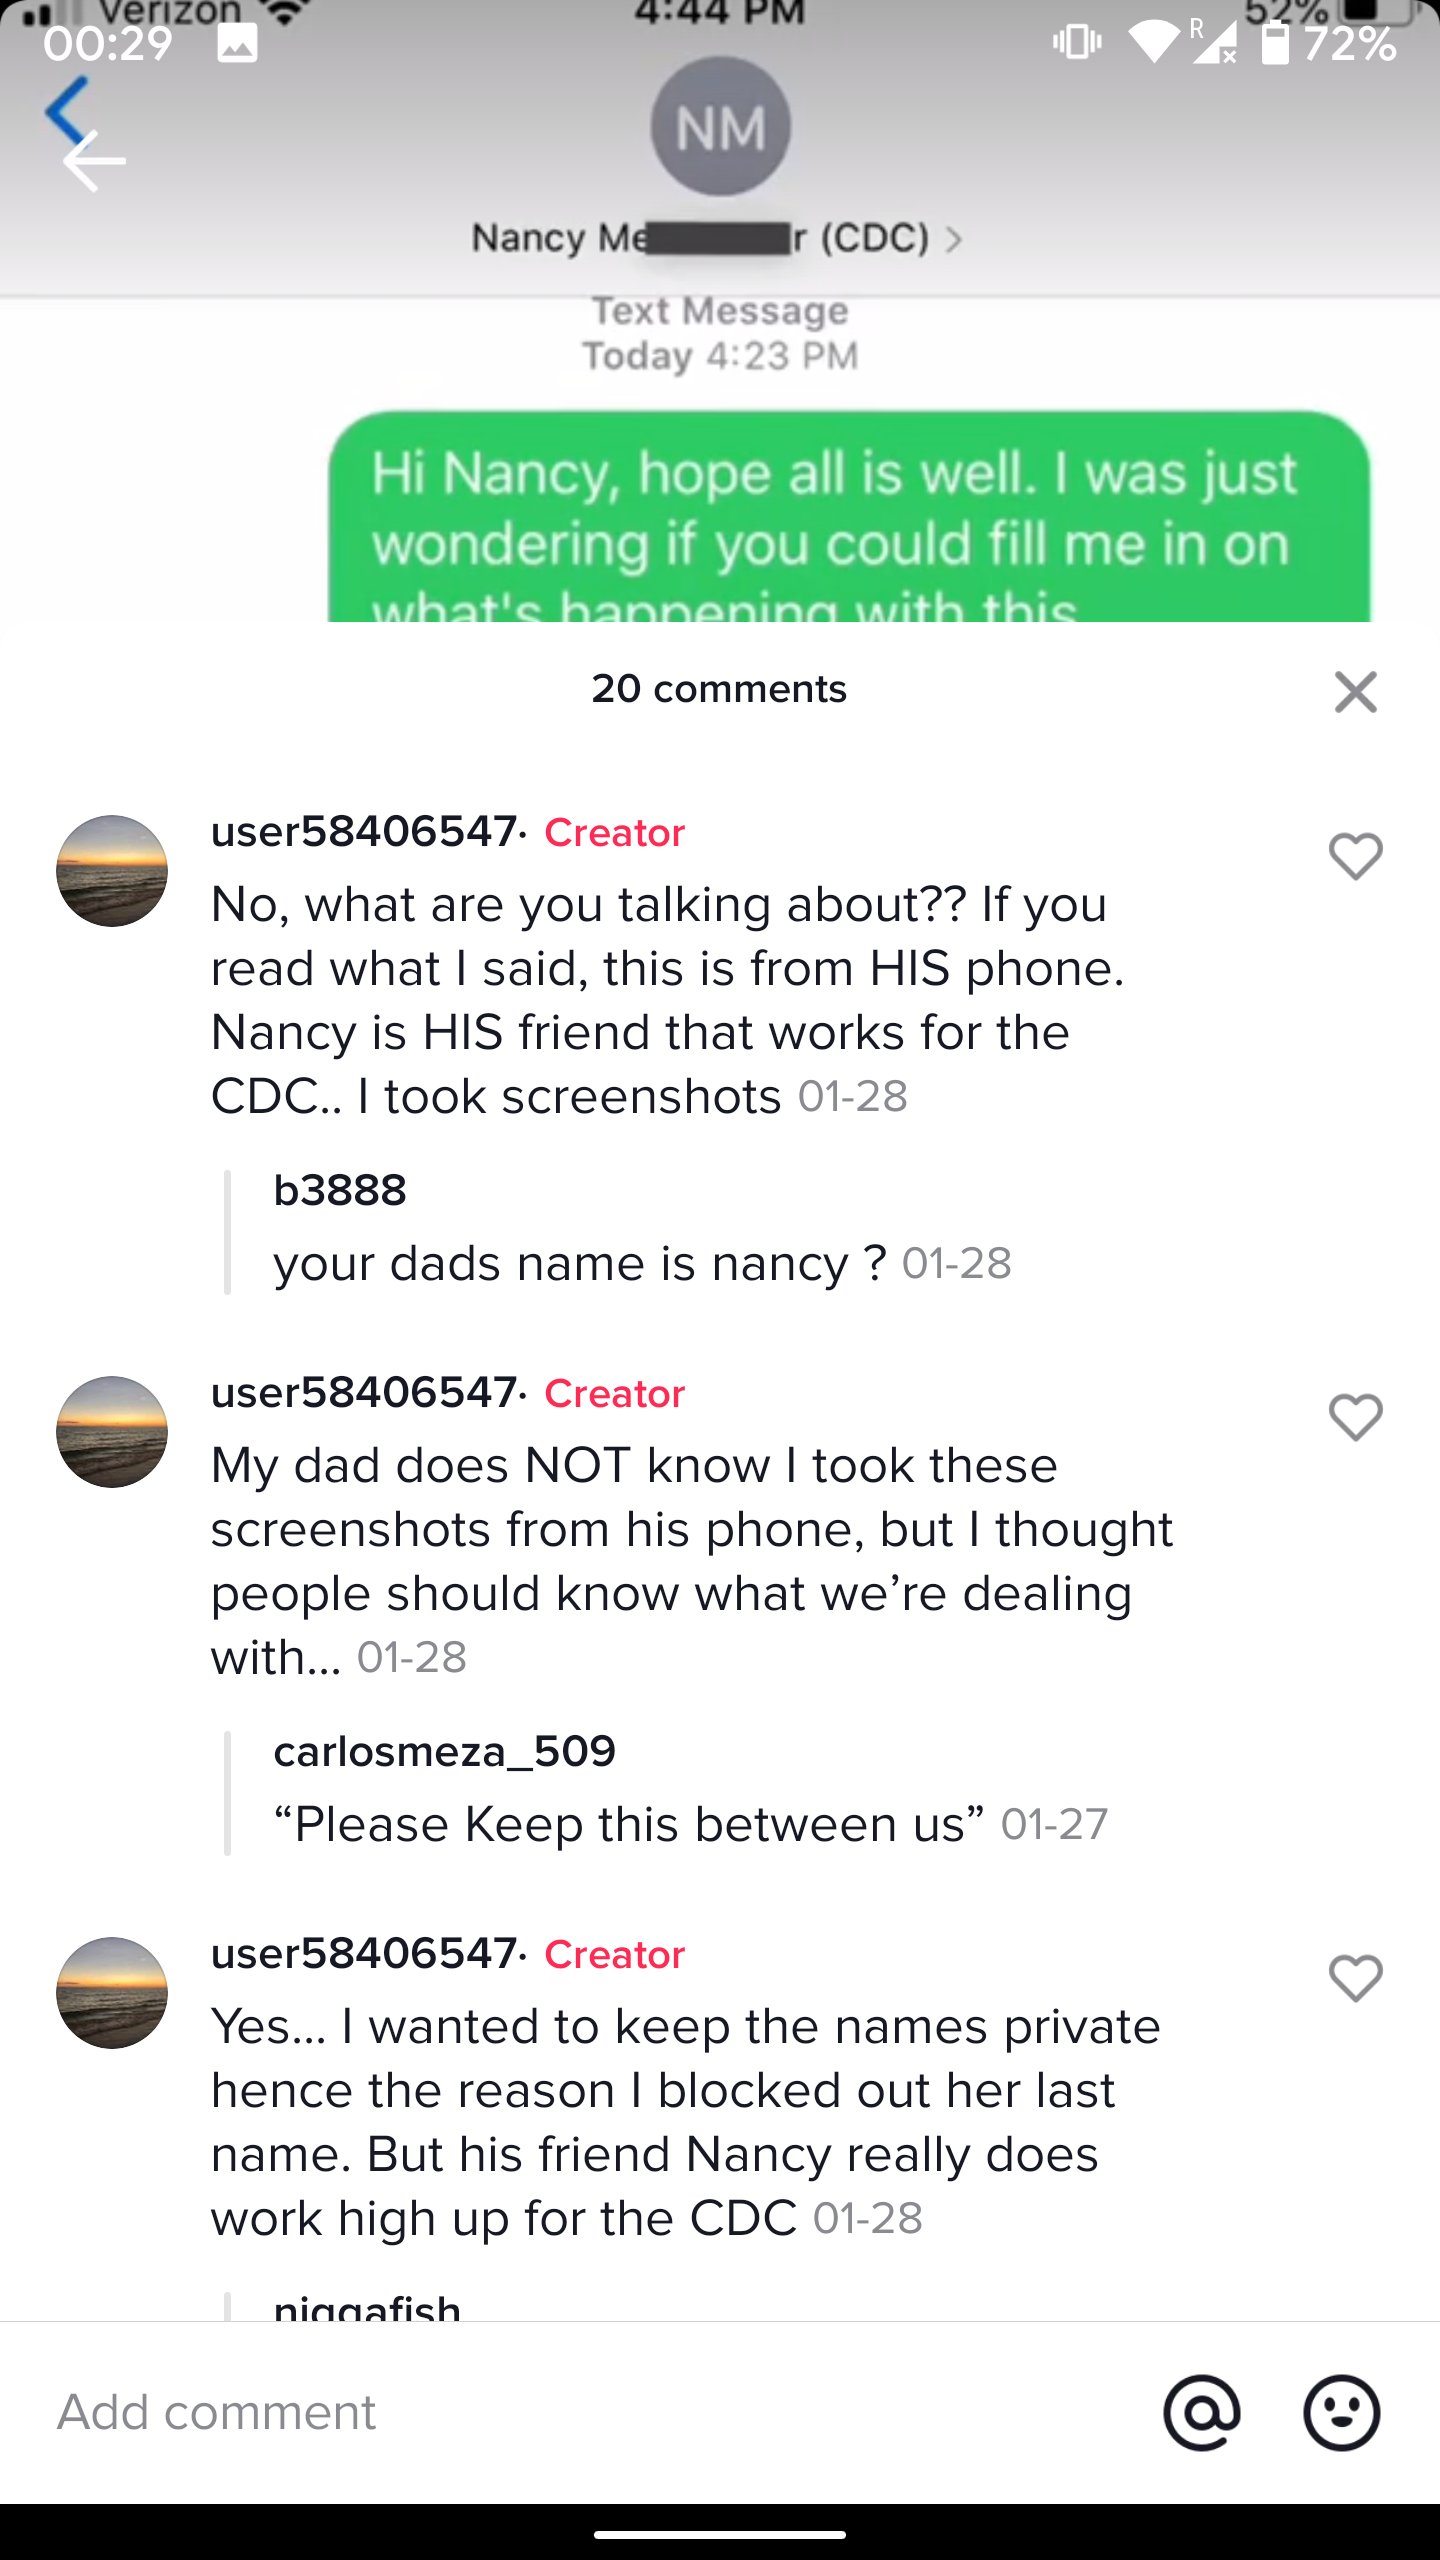 Verizon
4:44 PM
52%
00:29
R
72%
NM
Nancy Me r (CDC)
Text Message
Today 4:23 PM
Hi Nancy, hope all is well. I was just
wondering if you could fill me in on
what's happening with this
20 comments
user58406547· Creator
No, what are you talking about?? If you
read what I said, this is from HIS phone.
Nancy is HIS friend that works for the
CDC.. I took screenshots 01-28
b3888
your dads name is nancy ? 01-28
user58406547· Creator
My dad does NOT know I took these
screenshots from his phone, but I thought
people should know what we’re dealing
with... 01-28
carlosmeza_509
“Please Keep this between us” 01-27
user58406547· Creator
Yes... I wanted to keep the names private
hence the reason I blocked out her last
name. But his friend Nancy really does
work high up for the CDC 01-28
niggafish
Add comment